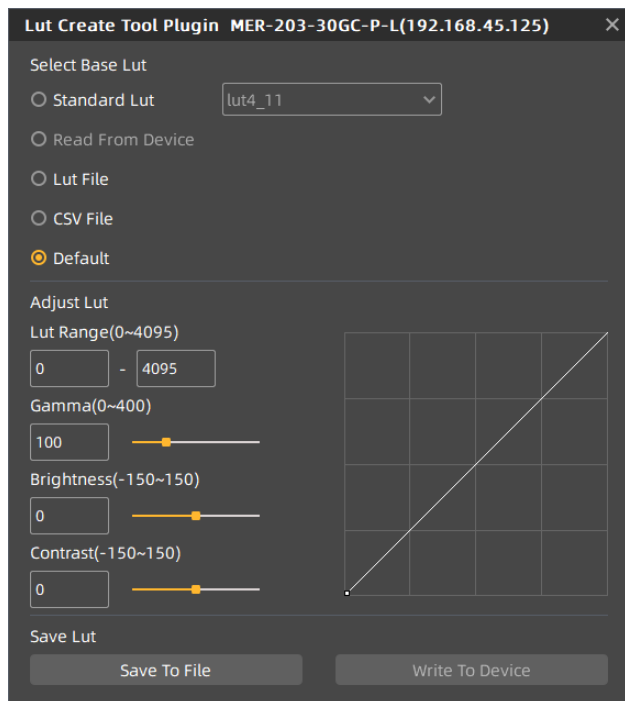 Lut Create Tool Plugin MER-203-30GC-P-L(192.168.45.125)
Select Base Lut
Standard Lut lut4_11
Read From Device
Lut File
CSV File
Default
Adjust Lut
Lut Range(0~4095)
0 - 4095
Gamma(0~400)
100
Brightness(-150~150)
0
Contrast(-150~150)
0
Save Lut
Save To File Write To Device